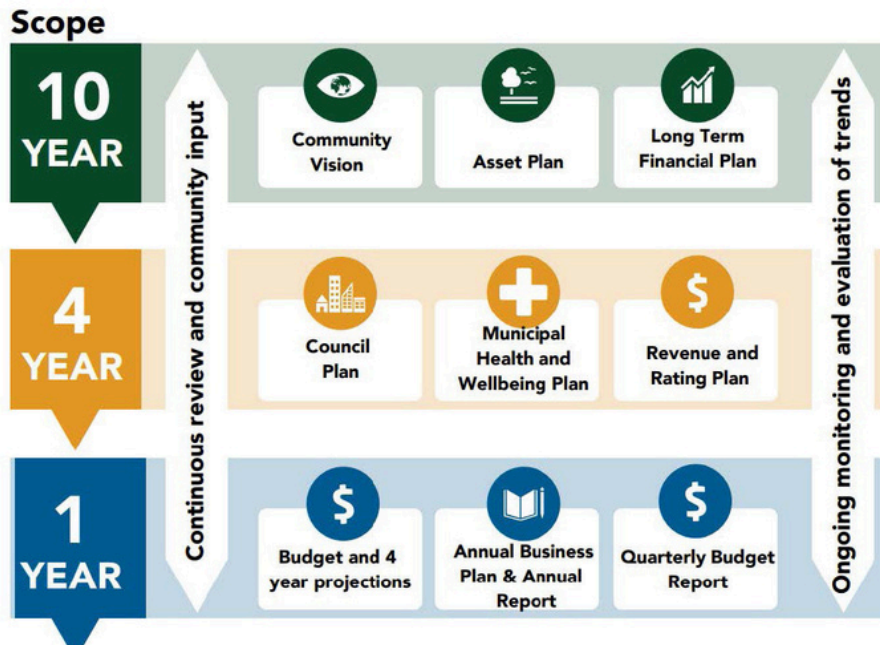 Scope
10
YEAR
Continuous review and community input
Community
Vision
Asset Plan
Long Term
Financial Plan
Ongoing monitoring and evaluation of trends
4
YEAR
Council
Plan
Municipal
Health and
Wellbeing Plan
$
Revenue and
Rating Plan
1
YEAR
$
Budget and 4
year projections
Annual Business
Plan & Annual
Report
$
Quarterly Budget
Report